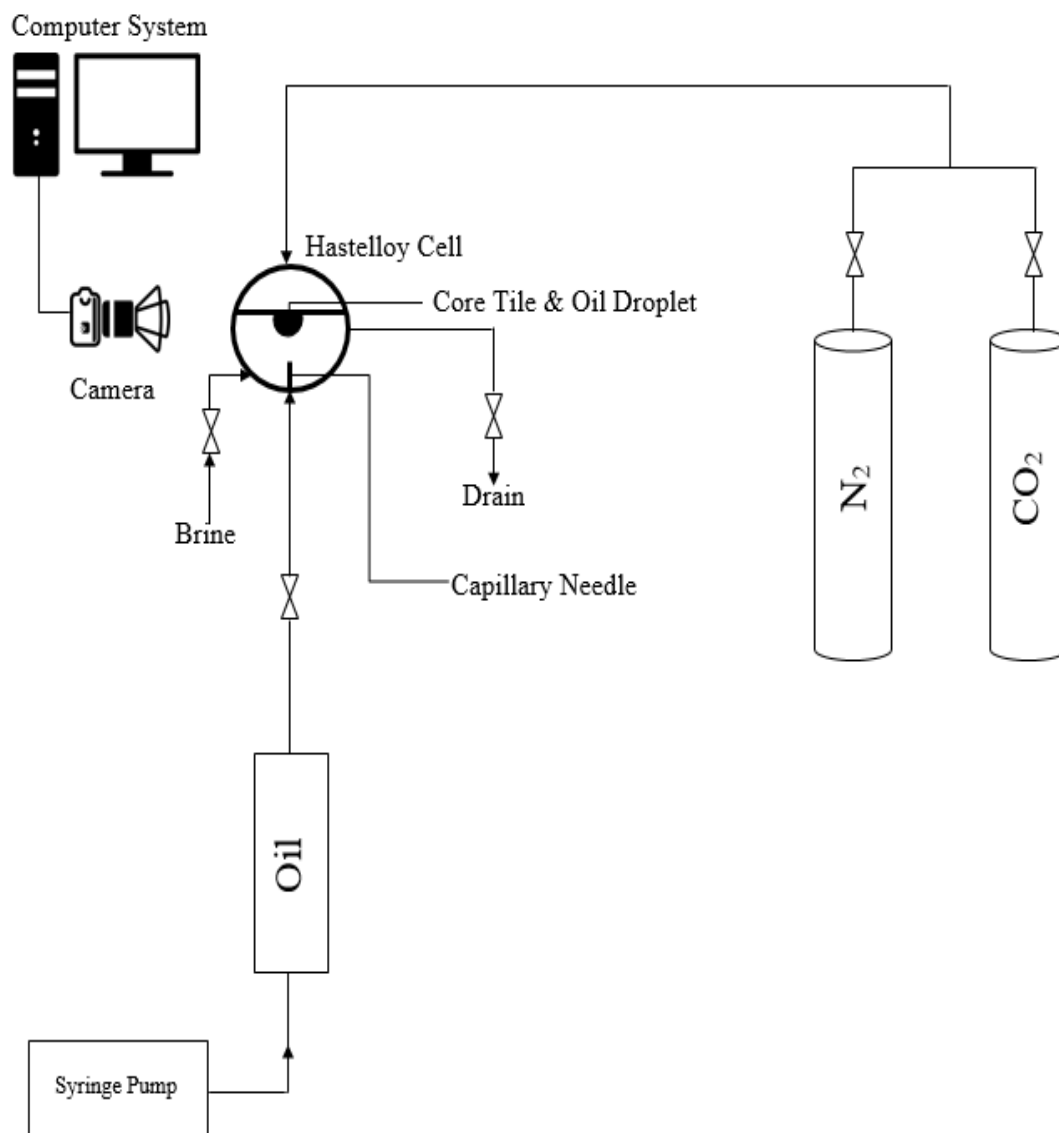 Computer System
Hastelloy Cell
Core Tile & Oil Droplet
Camera
Drain
Brine
Capillary Needle
N₂
CO₂
Oil
Syringe Pump